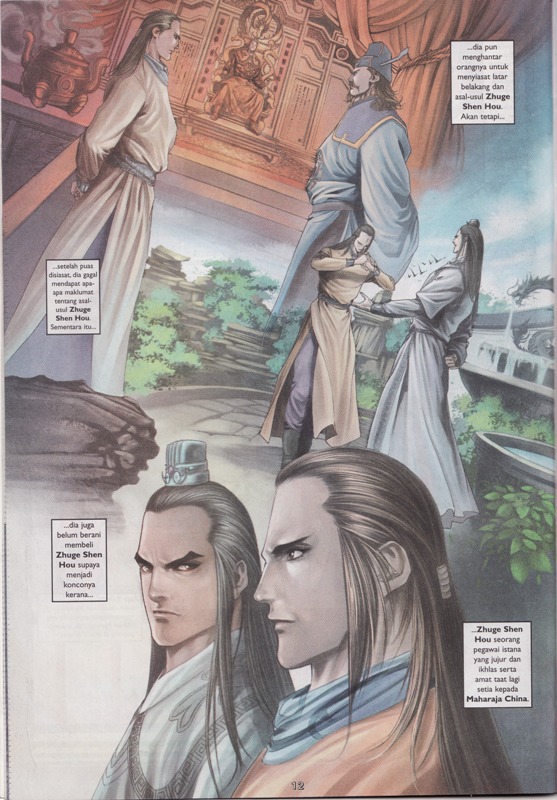 ...dia pun
menghantar
orangnya untuk
menyiasat latar
belakang dan
asal-usul Zhuge
Shen Hou.
Akan tetapi...
...setelah puas
disiasat, dia gagal
mendapat apa-
apa maklumat
tentang asal-
usul Zhuge
Shen Hou.
Sementara itu...
...dia juga
belum berani
membeli
Zhuge Shen
Hou supaya
menjadi
konconya
kerana...
...Zhuge Shen
Hou seorang
pegawai istana
yang jujur dan
ikhlas serta
amat taat lagi
setia kepada
Maharaja China.
12